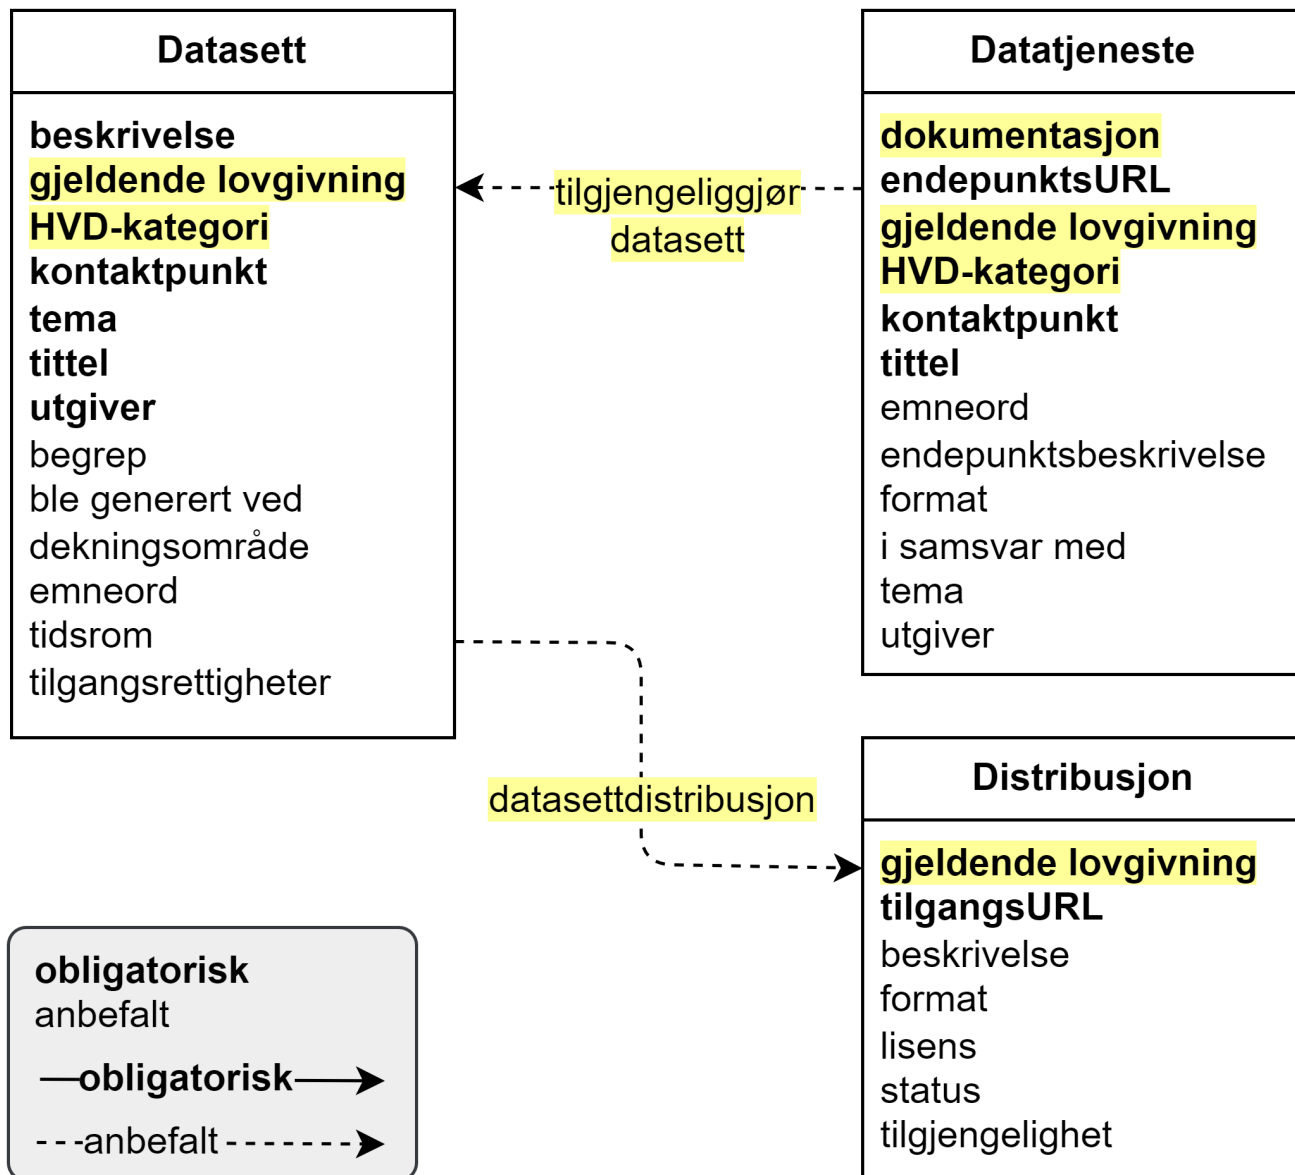 Datasett
beskrivelse
gjeldende lovgivning
HVD-kategori
kontaktpunkt
tema
tittel
utgiver
begrep
ble generert ved
dekningsområde
emneord
tidsrom
tilgangsrettigheter
tilgjengeliggjør
datasett
Datatjeneste
dokumentasjon
endepunktsURL
gjeldende lovgivning
HVD-kategori
kontaktpunkt
tittel
emneord
endepunktsbeskrivelse
format
i samsvar med
tema
utgiver
datasettdistribusjon
Distribusjon
gjeldende lovgivning
tilgangsURL
beskrivelse
format
lisens
status
tilgjengelighet
obligatorisk
anbefalt
obligatorisk
anbefalt